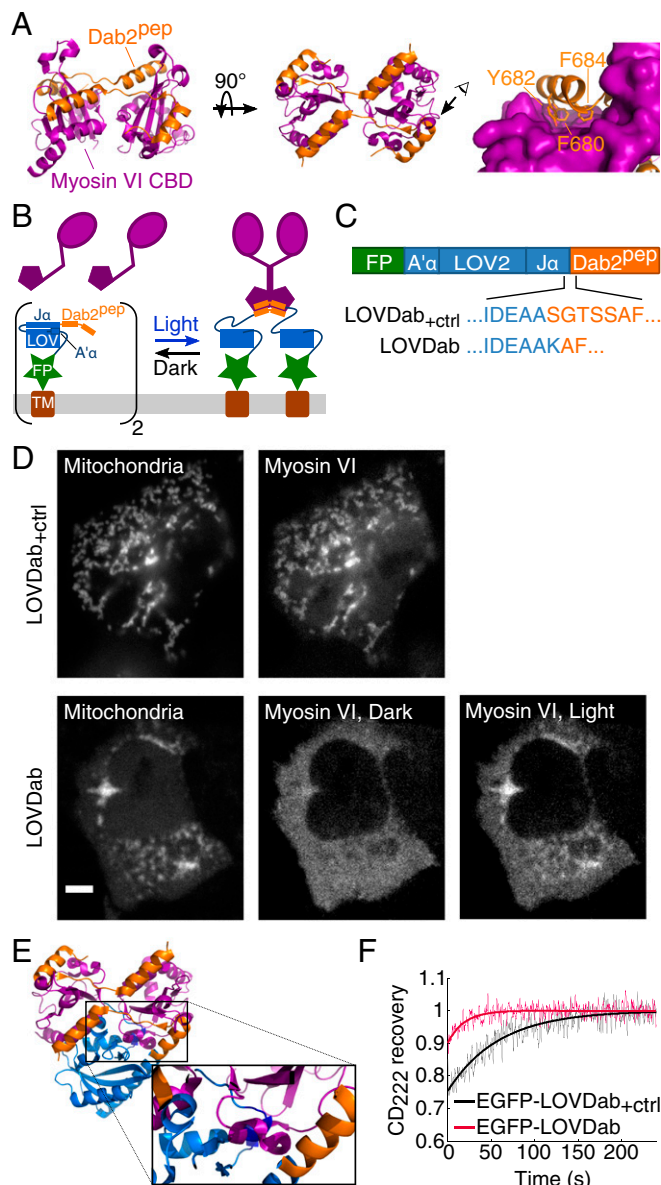 A
Dab2pep
Myosin VI CBD
90°
Y682
F684
F680
B
Jα
Dab2pep
LOV
A'α
FP
TM
2
Light
Dark
C
FP A'α LOV2 Jα Dab2pep
LOVDab+ctrl ...IDEAASGTSSAF...
LOVDab ...IDEAAKAF...
D
LOVDab+ctrl
Mitochondria
Myosin VI
LOVDab
Mitochondria
Myosin VI, Dark
Myosin VI, Light
E
F
CD222 recovery
1.1
1
0.9
0.8
0.7
0.6
EGFP-LOVDab+ctrl
EGFP-LOVDab
0 50 100 150 200
Time (s)